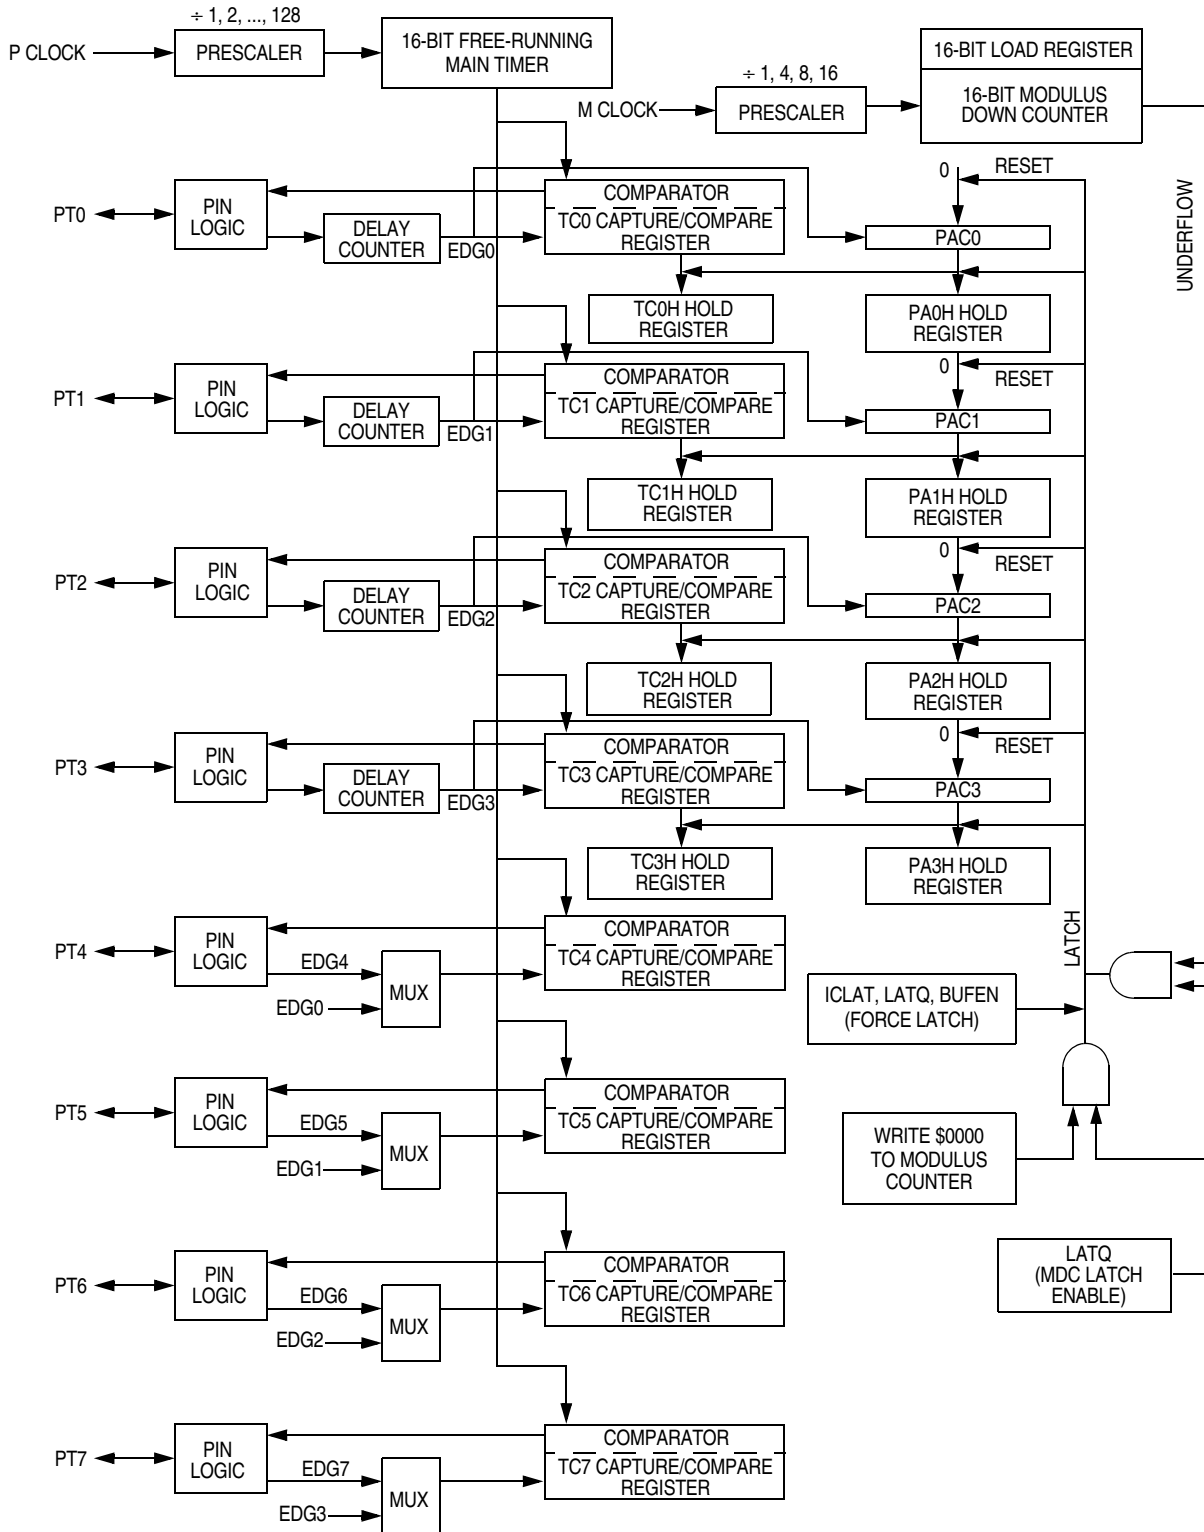 ÷ 1, 2, ..., 128
P CLOCK
PRESCALER
16-BIT FREE-RUNNING
MAIN TIMER
÷ 1, 4, 8, 16
M CLOCK
PRESCALER
16-BIT LOAD REGISTER
16-BIT MODULUS
DOWN COUNTER
UNDERFLOW
PT0
PIN
LOGIC
DELAY
COUNTER
EDG0
COMPARATOR
TC0 CAPTURE/COMPARE
REGISTER
0
RESET
PAC0
TC0H HOLD
REGISTER
PA0H HOLD
REGISTER
PT1
PIN
LOGIC
DELAY
COUNTER
EDG1
COMPARATOR
TC1 CAPTURE/COMPARE
REGISTER
0
RESET
PAC1
TC1H HOLD
REGISTER
PA1H HOLD
REGISTER
PT2
PIN
LOGIC
DELAY
COUNTER
EDG2
COMPARATOR
TC2 CAPTURE/COMPARE
REGISTER
0
RESET
PAC2
TC2H HOLD
REGISTER
PA2H HOLD
REGISTER
PT3
PIN
LOGIC
DELAY
COUNTER
EDG3
COMPARATOR
TC3 CAPTURE/COMPARE
REGISTER
0
RESET
PAC3
TC3H HOLD
REGISTER
PA3H HOLD
REGISTER
LATCH
PT4
PIN
LOGIC
EDG4
EDG0
MUX
COMPARATOR
TC4 CAPTURE/COMPARE
REGISTER
ICLAT, LATQ, BUFEN
(FORCE LATCH)
PT5
PIN
LOGIC
EDG5
EDG1
MUX
COMPARATOR
TC5 CAPTURE/COMPARE
REGISTER
WRITE $0000
TO MODULUS
COUNTER
LATQ
(MDC LATCH
ENABLE)
PT6
PIN
LOGIC
EDG6
EDG2
MUX
COMPARATOR
TC6 CAPTURE/COMPARE
REGISTER
PT7
PIN
LOGIC
EDG7
EDG3
MUX
COMPARATOR
TC7 CAPTURE/COMPARE
REGISTER